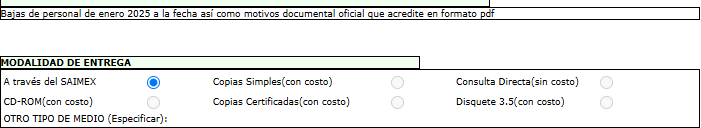 Bajas de personal de enero 2025 a la fecha así como motivos documental oficial que acredite en formato pdf
MODALIDAD DE ENTREGA
A través del SAIMEX Copias Simples(con costo) Consulta Directa(sin costo)
CD-ROM(con costo) Copias Certificadas(con costo) Disquete 3.5(con costo)
OTRO TIPO DE MEDIO (Especificar):